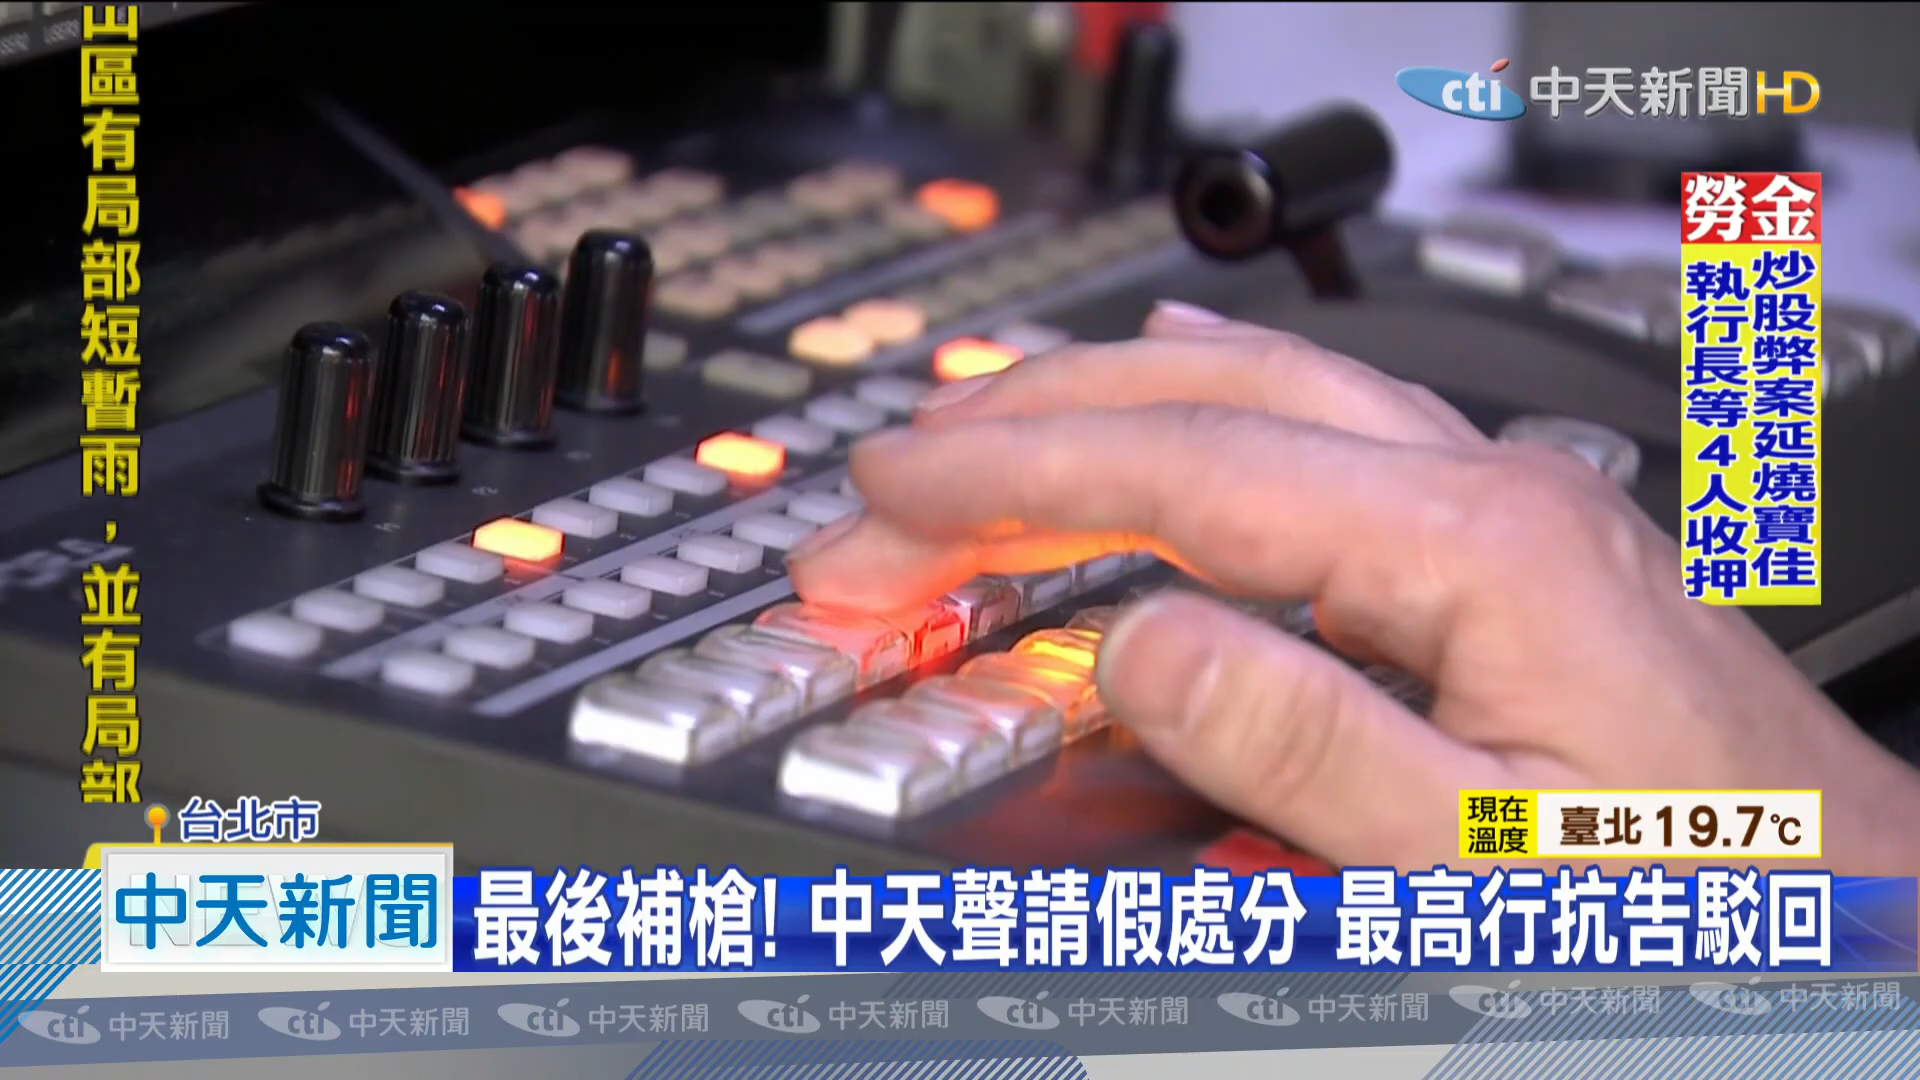 出區有局部短暫雨，並有局部
cti 中天新聞HD
勞金
炒股弊案延燒寶佳
執行長等4人收押
現在溫度
臺北19.7℃
台北市
中天新聞
最後補槍! 中天聲請假處分 最高行抗告駁回
cti 中天新聞 cti 中天新聞 cti 中天新聞 cti 中天新聞 cti 中天新聞 cti 中天新聞 cti 中天新聞 cti 中天新聞